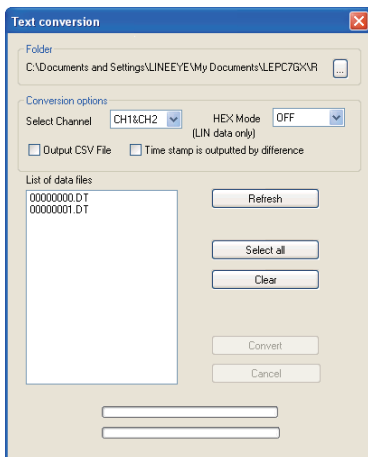 Text conversion
Folder
C:\Documents and Settings\LINEEYE\My Documents\LEPC7GX\R
...
Conversion options
Select Channel CH1&CH2 HEX Mode OFF
(LIN data only)
Output CSV File Time stamp is outputted by difference
List of data files
00000000.DT
00000001.DT
Refresh
Select all
Clear
Convert
Cancel